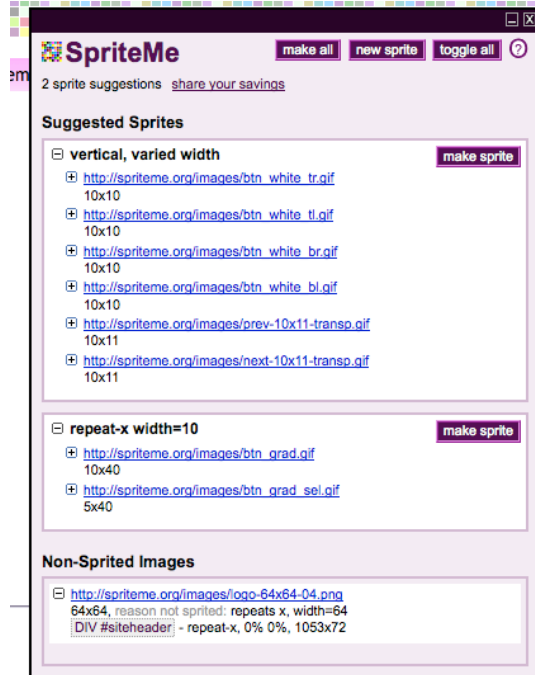 em
SpriteMe make all new sprite toggle all ?
2 sprite suggestions share your savings
Suggested Sprites
vertical, varied width make sprite
http://spriteme.org/images/btn_white_tr.gif
10x10
http://spriteme.org/images/btn_white_tl.gif
10x10
http://spriteme.org/images/btn_white_br.gif
10x10
http://spriteme.org/images/btn_white_bl.gif
10x10
http://spriteme.org/images/prev-10x11-transp.gif
10x11
http://spriteme.org/images/next-10x11-transp.gif
10x11
repeat-x width=10 make sprite
http://spriteme.org/images/btn_grad.gif
10x40
http://spriteme.org/images/btn_grad_sel.gif
5x40
Non-Sprited Images
http://spriteme.org/images/logo-64x64-04.png
64x64, reason not sprited: repeats x, width=64
DIV #siteheader - repeat-x, 0% 0%, 1053x72